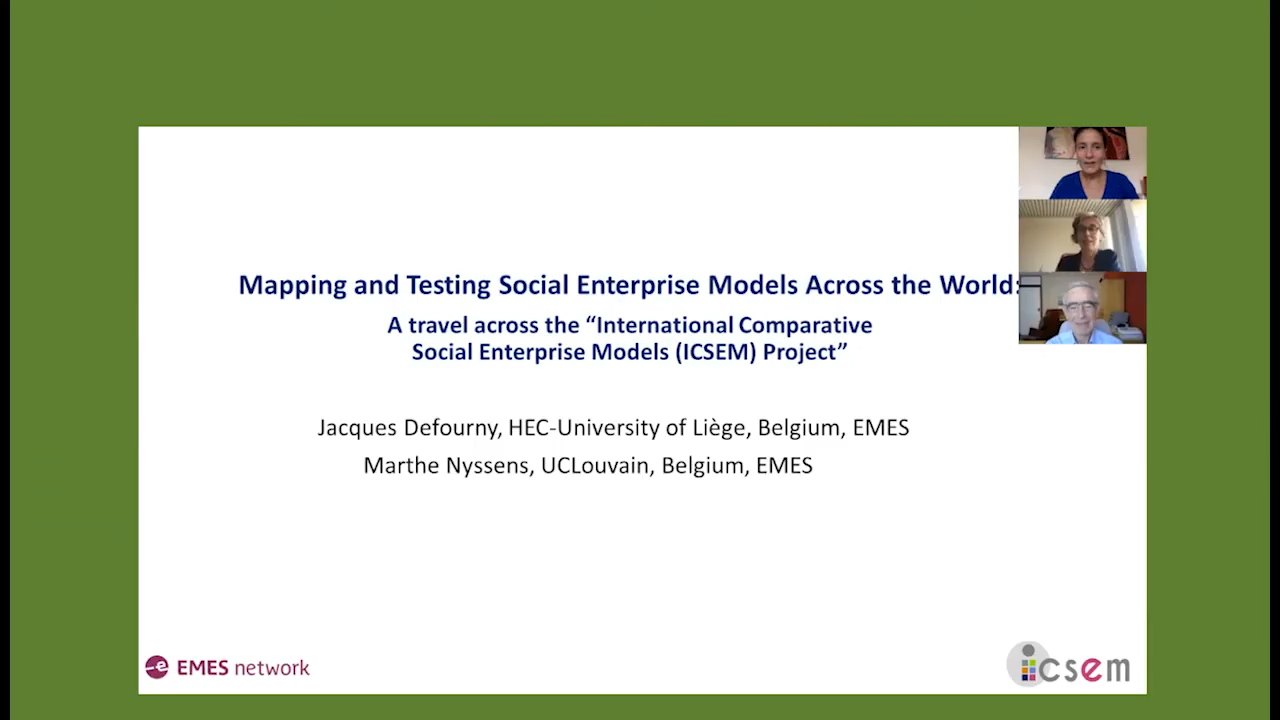 Mapping and Testing Social Enterprise Models Across the World:
A travel across the “International Comparative
Social Enterprise Models (ICSEM) Project”
Jacques Defourny, HEC-University of Liège, Belgium, EMES
Marthe Nyssens, UCLouvain, Belgium, EMES
EMES network
icsem